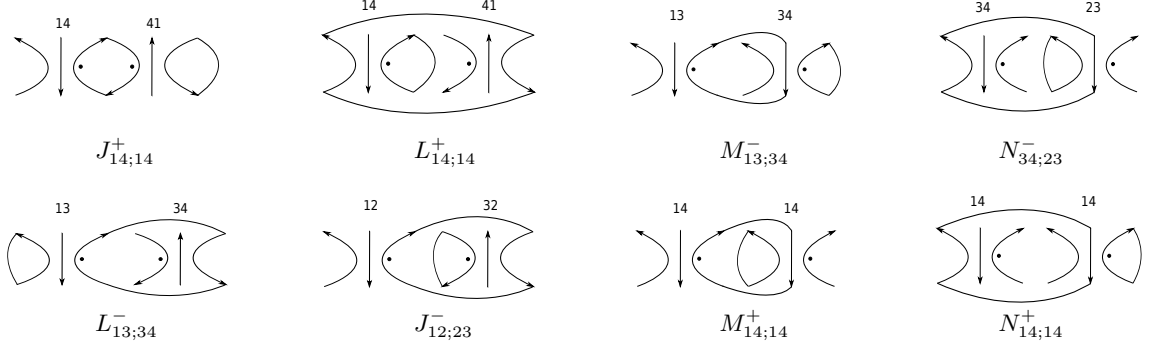 14 41 14 41 13 34 34 23
J^+_{14;14} L^+_{14;14} M^-_{13;34} N^-_{34;23}
13 34 12 32 14 14 14 14
L^-_{13;34} J^-_{12;23} M^+_{14;14} N^+_{14;14}